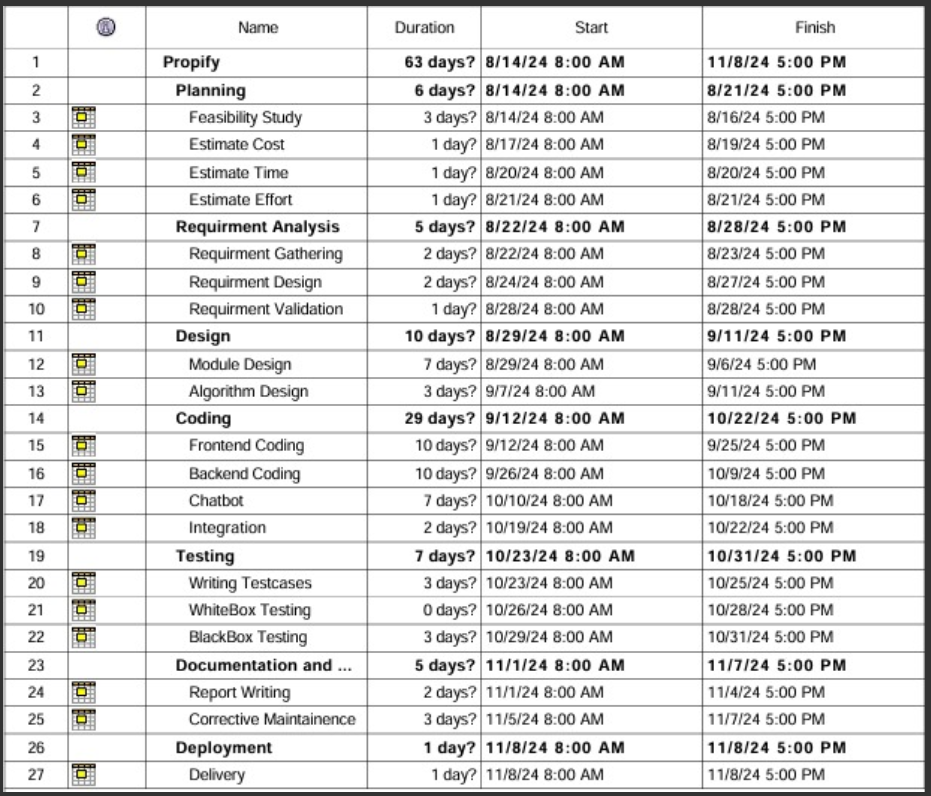 Name Duration Start Finish
1 Propify 63 days? 8/14/24 8:00 AM 11/8/24 5:00 PM
2 Planning 6 days? 8/14/24 8:00 AM 8/21/24 5:00 PM
3 Feasibility Study 3 days? 8/14/24 8:00 AM 8/16/24 5:00 PM
4 Estimate Cost 1 day? 8/17/24 8:00 AM 8/19/24 5:00 PM
5 Estimate Time 1 day? 8/20/24 8:00 AM 8/20/24 5:00 PM
6 Estimate Effort 1 day? 8/21/24 8:00 AM 8/21/24 5:00 PM
7 Requirment Analysis 5 days? 8/22/24 8:00 AM 8/28/24 5:00 PM
8 Requirment Gathering 2 days? 8/22/24 8:00 AM 8/23/24 5:00 PM
9 Requirment Design 2 days? 8/24/24 8:00 AM 8/27/24 5:00 PM
10 Requirment Validation 1 day? 8/28/24 8:00 AM 8/28/24 5:00 PM
11 Design 10 days? 8/29/24 8:00 AM 9/11/24 5:00 PM
12 Module Design 7 days? 8/29/24 8:00 AM 9/6/24 5:00 PM
13 Algorithm Design 3 days? 9/7/24 8:00 AM 9/11/24 5:00 PM
14 Coding 29 days? 9/12/24 8:00 AM 10/22/24 5:00 PM
15 Frontend Coding 10 days? 9/12/24 8:00 AM 9/25/24 5:00 PM
16 Backend Coding 10 days? 9/26/24 8:00 AM 10/9/24 5:00 PM
17 Chatbot 7 days? 10/10/24 8:00 AM 10/18/24 5:00 PM
18 Integration 2 days? 10/19/24 8:00 AM 10/22/24 5:00 PM
19 Testing 7 days? 10/23/24 8:00 AM 10/31/24 5:00 PM
20 Writing Testcases 3 days? 10/23/24 8:00 AM 10/25/24 5:00 PM
21 WhiteBox Testing 0 days? 10/26/24 8:00 AM 10/28/24 5:00 PM
22 BlackBox Testing 3 days? 10/29/24 8:00 AM 10/31/24 5:00 PM
23 Documentation and ... 5 days? 11/1/24 8:00 AM 11/7/24 5:00 PM
24 Report Writing 2 days? 11/1/24 8:00 AM 11/4/24 5:00 PM
25 Corrective Maintainence 3 days? 11/5/24 8:00 AM 11/7/24 5:00 PM
26 Deployment 1 day? 11/8/24 8:00 AM 11/8/24 5:00 PM
27 Delivery 1 day? 11/8/24 8:00 AM 11/8/24 5:00 PM